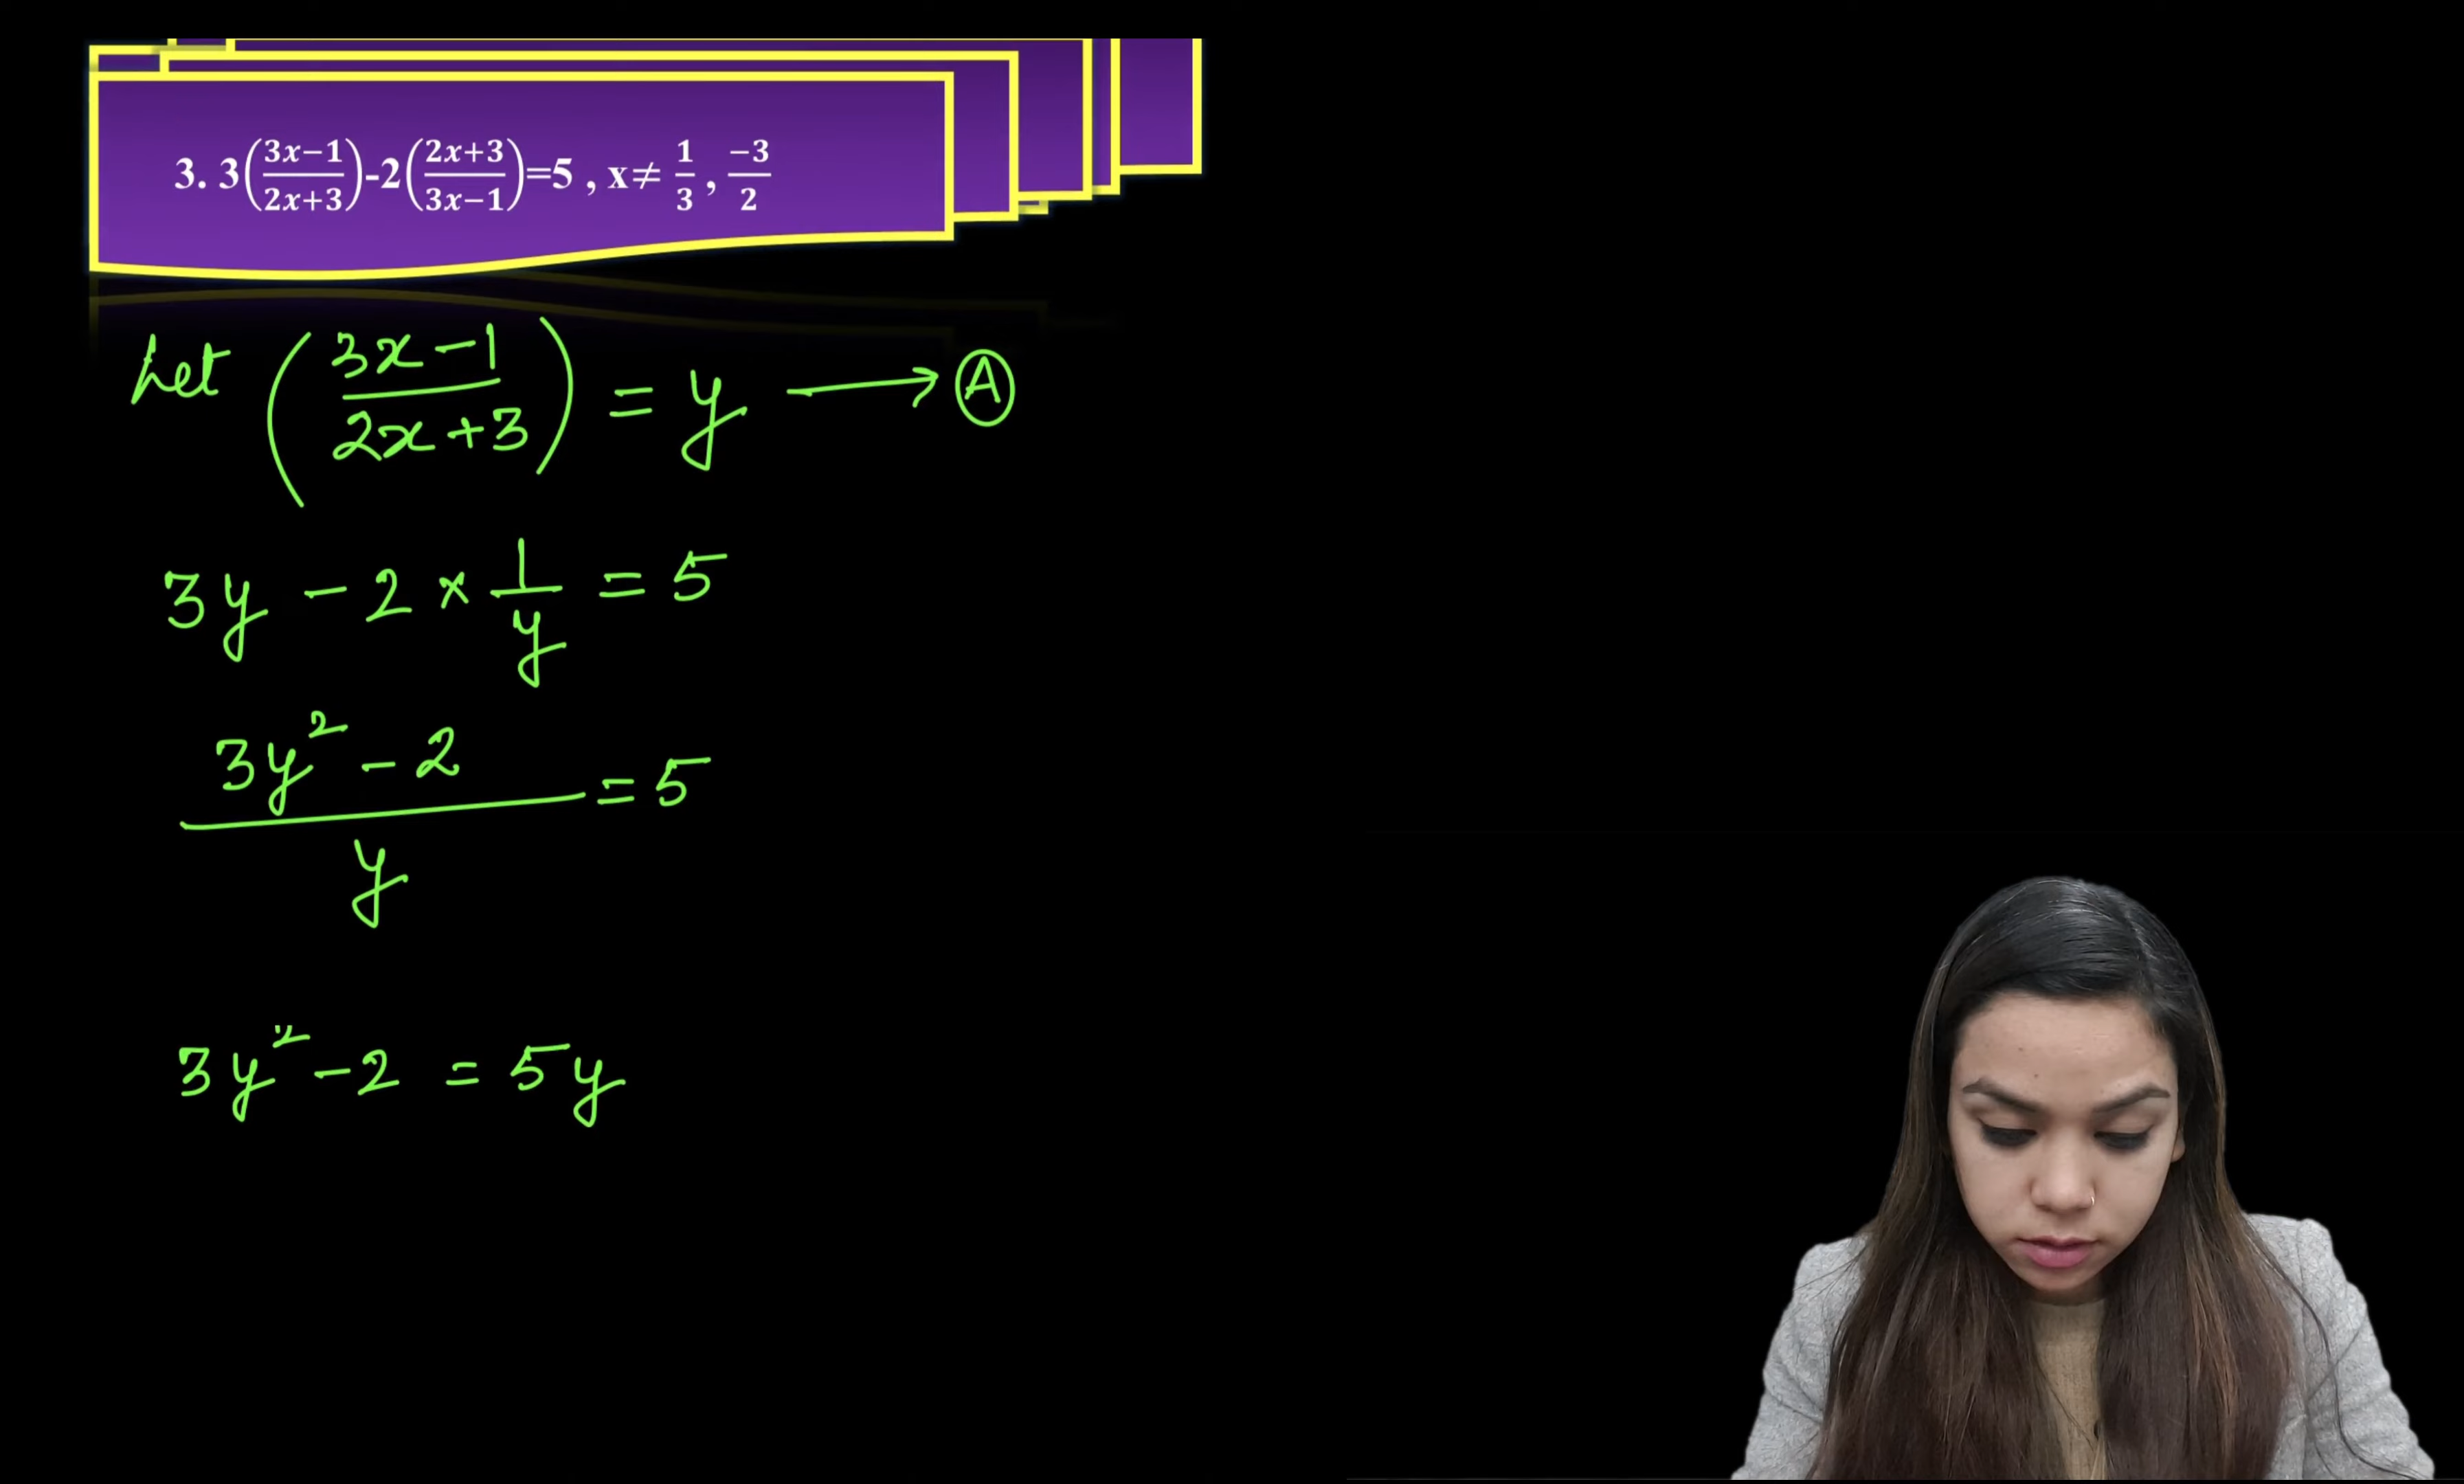 3. 3((3x−1)/(2x+3))-2((2x+3)/(3x−1))=5 , x≠ 1/3 , −3/2
Let ((3x − 1)/(2x + 3)) = y ⟶ Ⓐ
3y − 2 × 1/y = 5
(3y² − 2)/y = 5
3y² − 2 = 5y